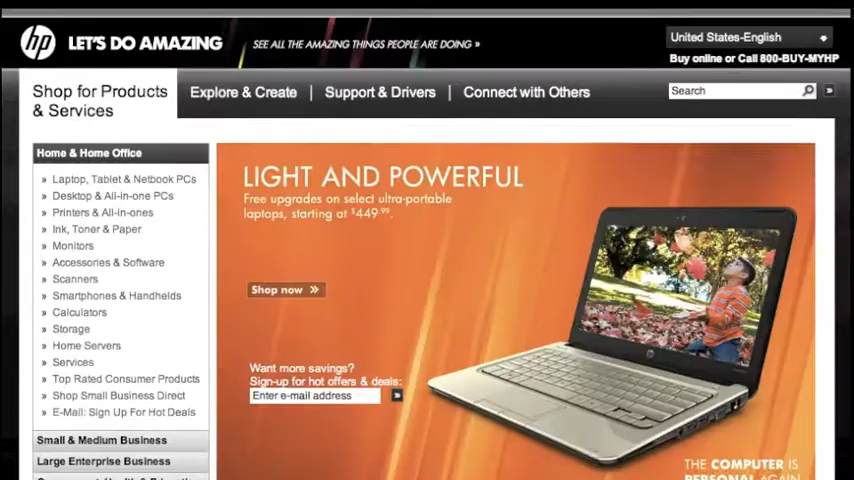 hp
LET'S DO AMAZING
SEE ALL THE AMAZING THINGS PEOPLE ARE DOING »
United States-English
Buy online or Call 800-BUY-MYHP
Shop for Products
& Services
Explore & Create | Support & Drivers | Connect with Others
Search
»
Home & Home Office
» Laptop, Tablet & Netbook PCs
» Desktop & All-in-one PCs
» Printers & All-in-ones
» Ink, Toner & Paper
» Monitors
» Accessories & Software
» Scanners
» Smartphones & Handhelds
» Calculators
» Storage
» Home Servers
» Services
» Top Rated Consumer Products
» Shop Small Business Direct
» E-Mail: Sign Up For Hot Deals
Small & Medium Business
Large Enterprise Business
LIGHT AND POWERFUL
Free upgrades on select ultra-portable
laptops, starting at $449.99.
Shop now »
Want more savings?
Sign-up for hot offers & deals:
Enter e-mail address »
hp
THE COMPUTER IS
PERSONAL AGAIN